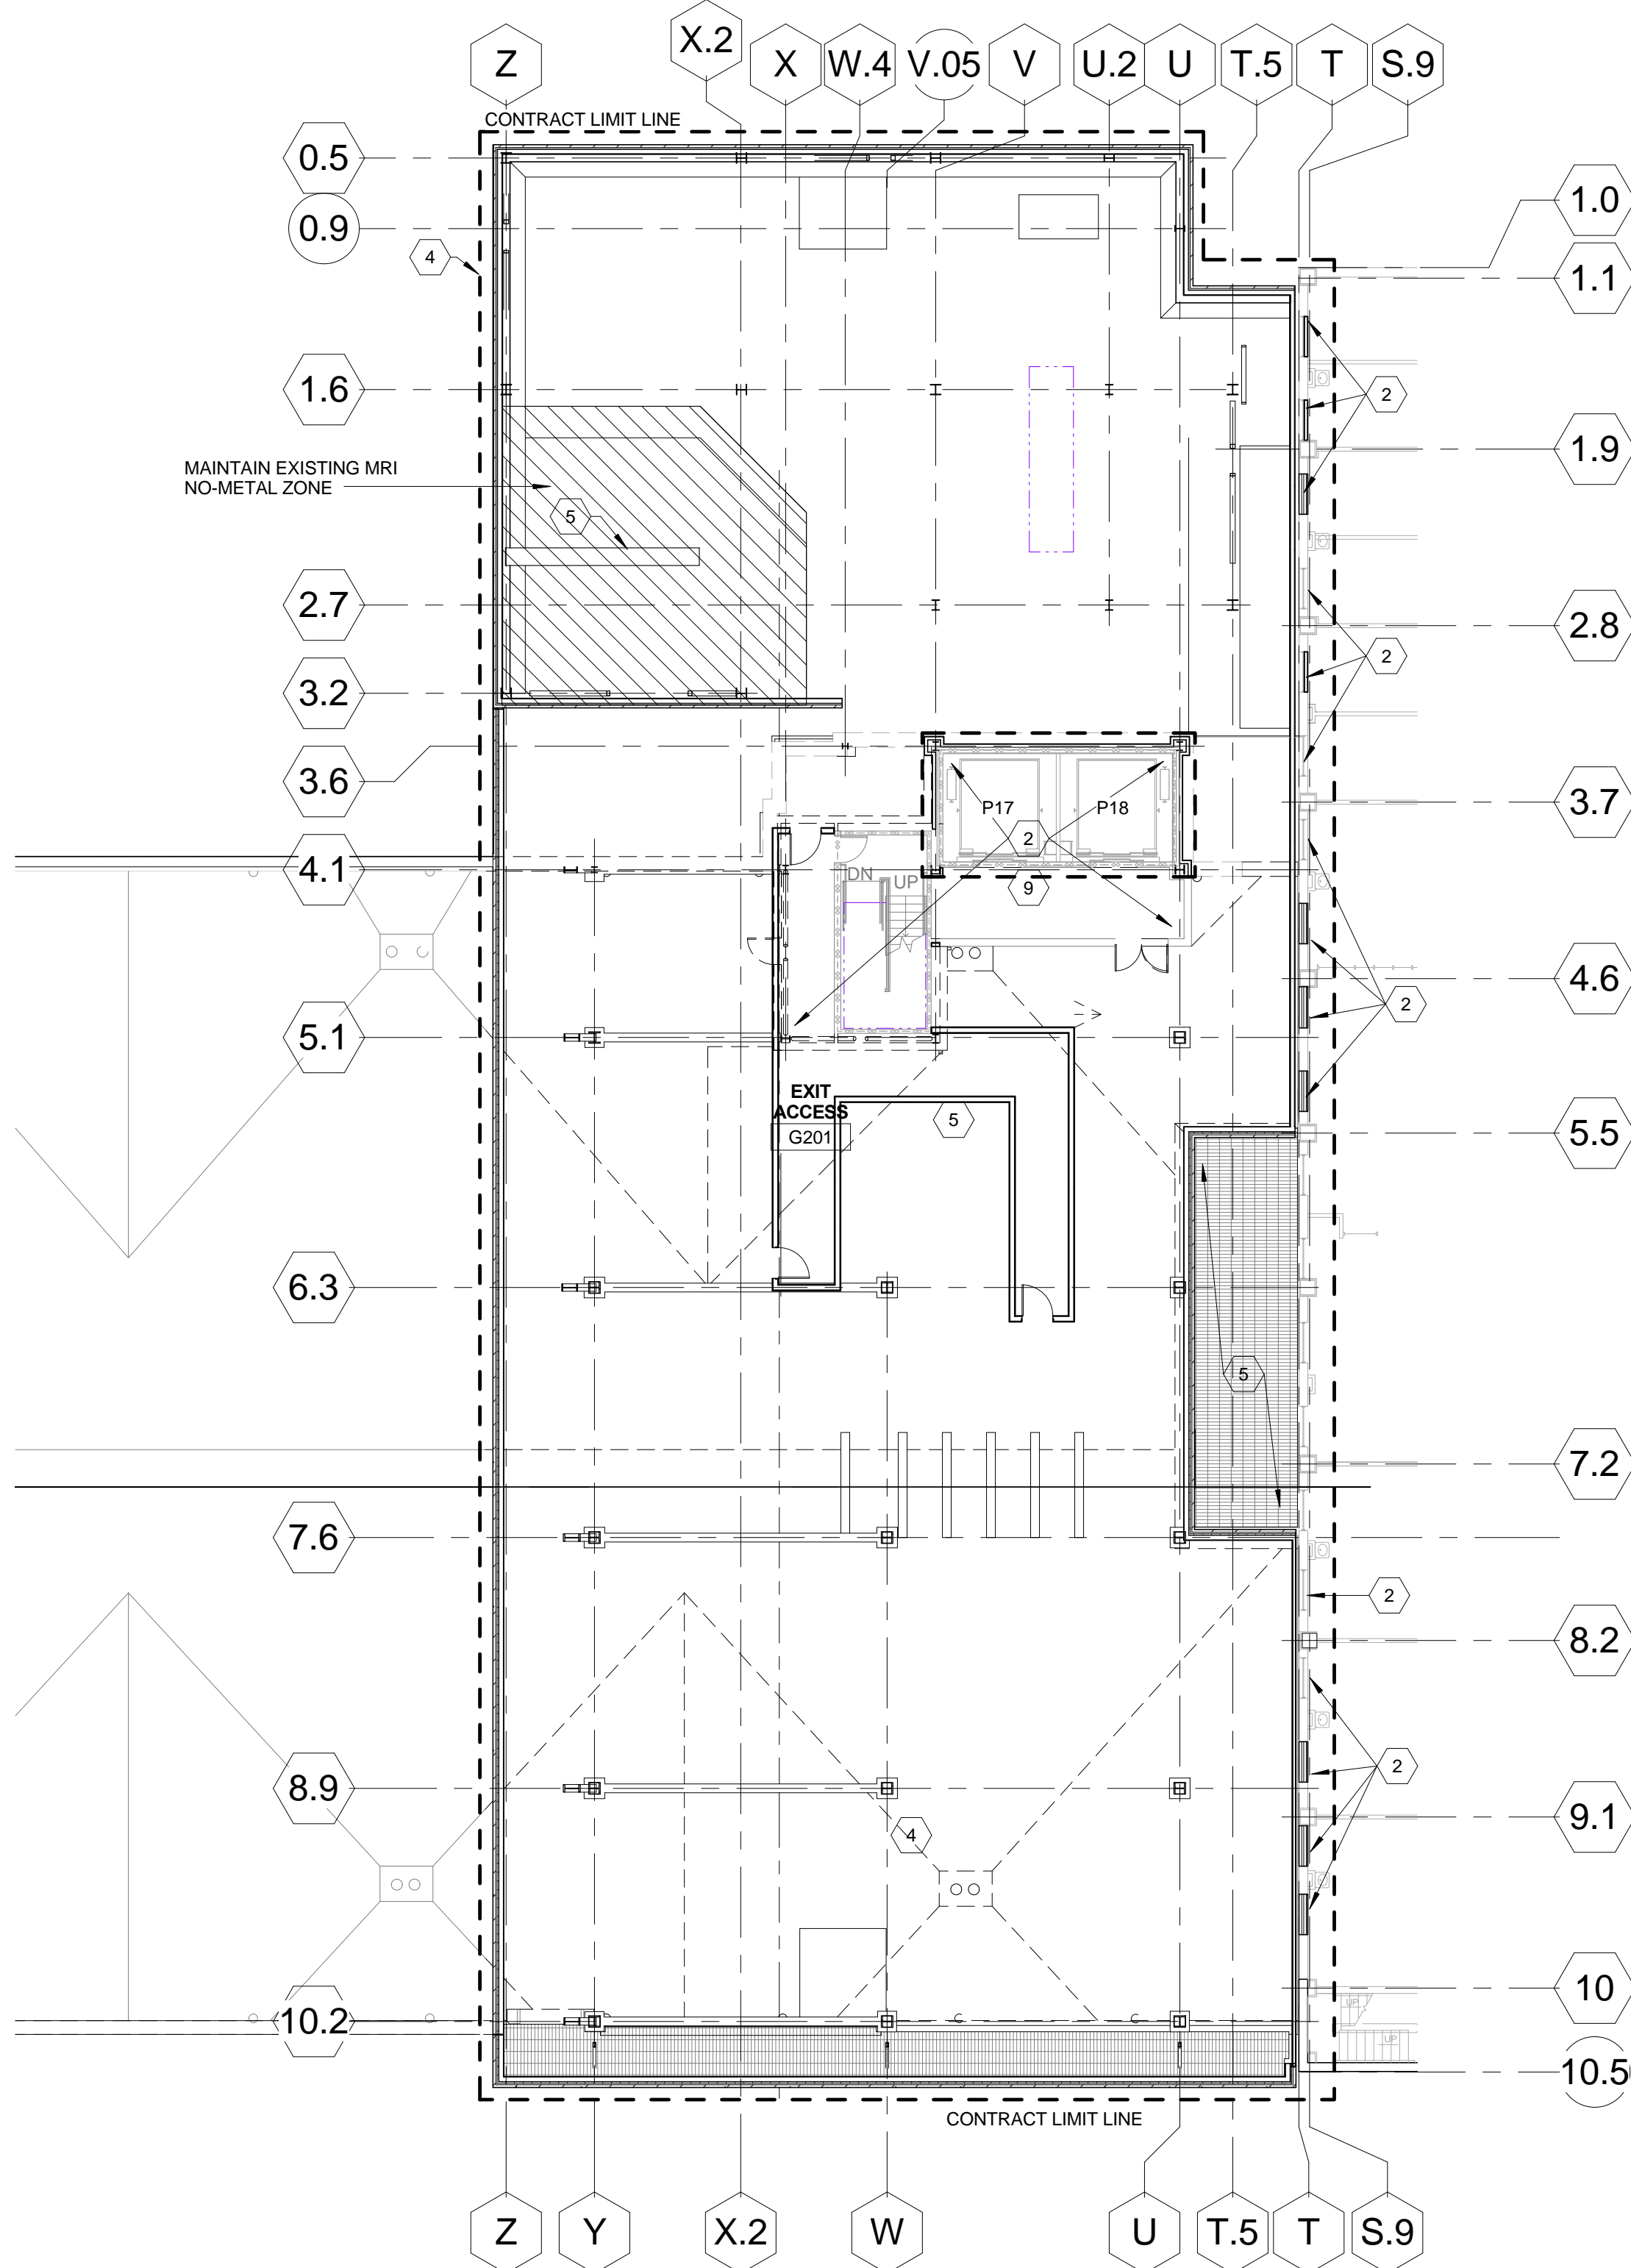 X.2
Z
X
W.4
V.05
V
U.2
U
T.5
T
S.9
CONTRACT LIMIT LINE
0.5
1.0
0.9
4
1.1
1.6
2
1.9
MAINTAIN EXISTING MRI
NO-METAL ZONE
5
2.7
2.8
2
3.2
3.6
3.7
P17
P18
2
4.1
DN
UP
9
4.6
2
5.1
EXIT
ACCESS
5
G201
5.5
6.3
5
7.2
7.6
2
8.2
8.9
2
9.1
4
10
10.2
UP
UP
10.5
CONTRACT LIMIT LINE
Z
Y
X.2
W
U
T.5
T
S.9